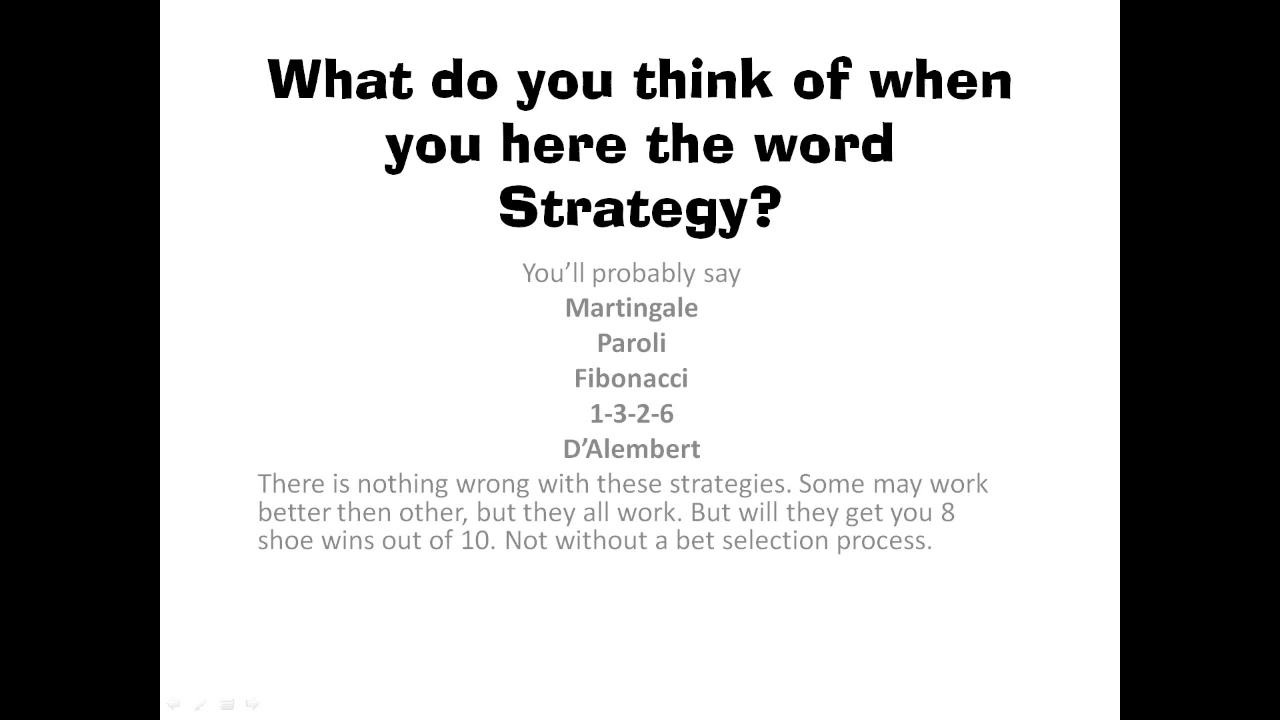 What do you think of when
you here the word
Strategy?
You'll probably say
Martingale
Paroli
Fibonacci
1-3-2-6
D'Alembert
There is nothing wrong with these strategies. Some may work
better then other, but they all work. But will they get you 8
shoe wins out of 10. Not without a bet selection process.